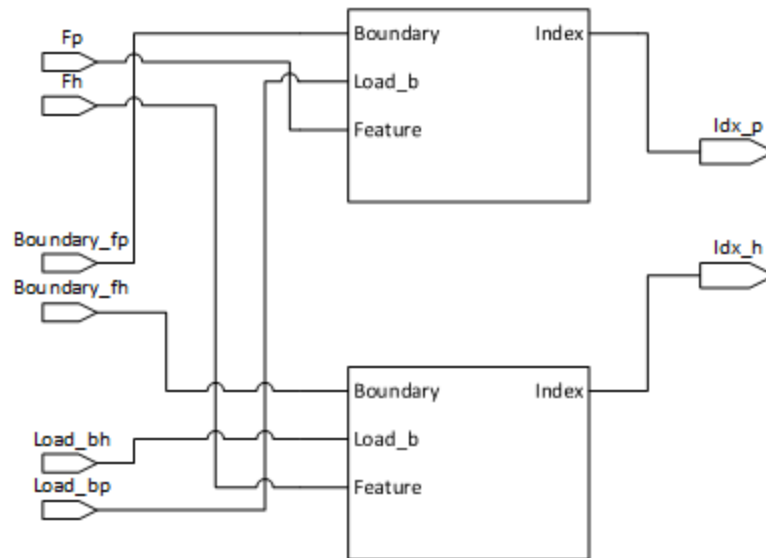 Fp
Fh
Boundary_fp
Boundary_fh
Load_bh
Load_bp
Boundary
Load_b
Feature
Index
Boundary
Load_b
Feature
Index
Idx_p
Idx_h